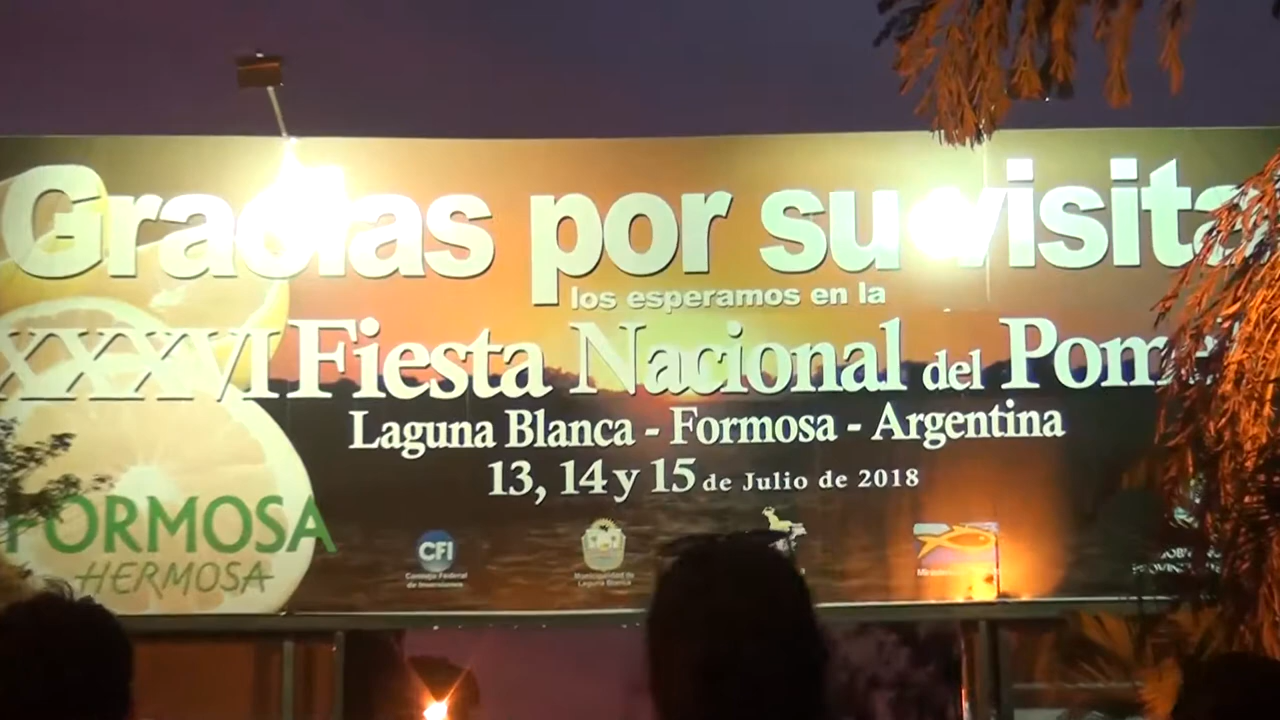 Gracias por su visita
los esperamos en la
XXXVI Fiesta Nacional del
Laguna Blanca - Formosa - Argentina
13, 14 y 15 de Julio de 2018
FORMOSA
HERMOSA
CFI
Consejo Federal
de Inversiones
Municipalidad de
Laguna Blanca